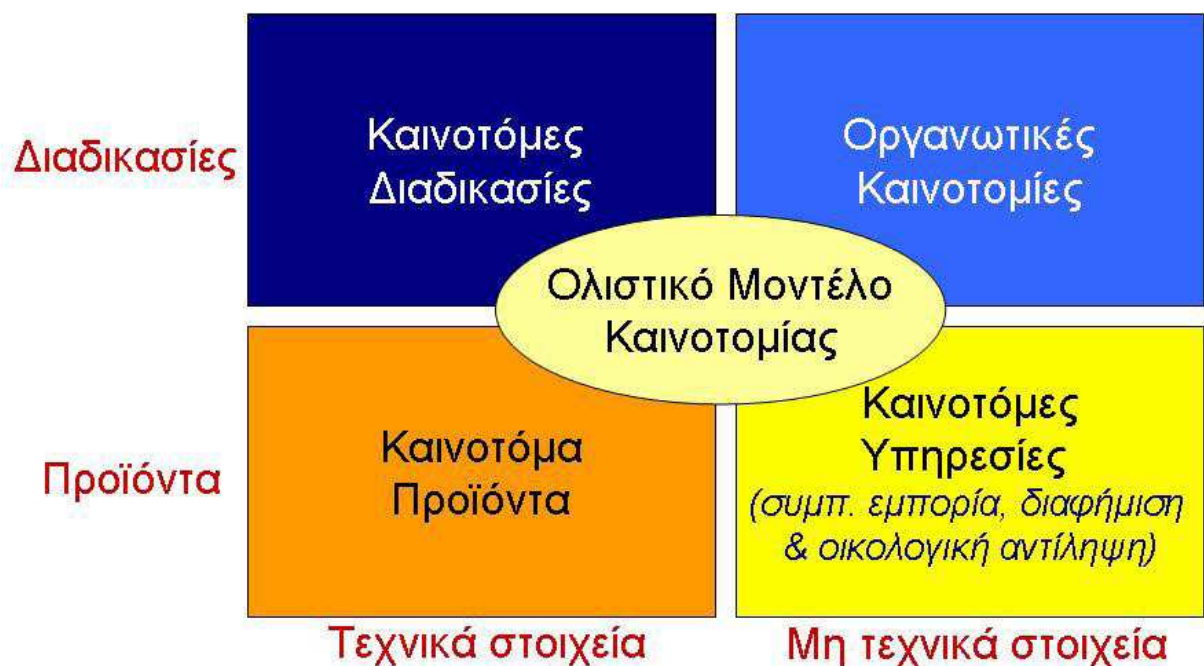 Διαδικασίες
Καινοτόμες
Διαδικασίες
Οργανωτικές
Καινοτομίες
Ολιστικό Μοντέλο
Καινοτομίας
Προϊόντα
Καινοτόμα
Προϊόντα
Καινοτόμες
Υπηρεσίες
(συμπ. εμπορία, διαφήμιση
& οικολογική αντίληψη)
Τεχνικά στοιχεία
Μη τεχνικά στοιχεία